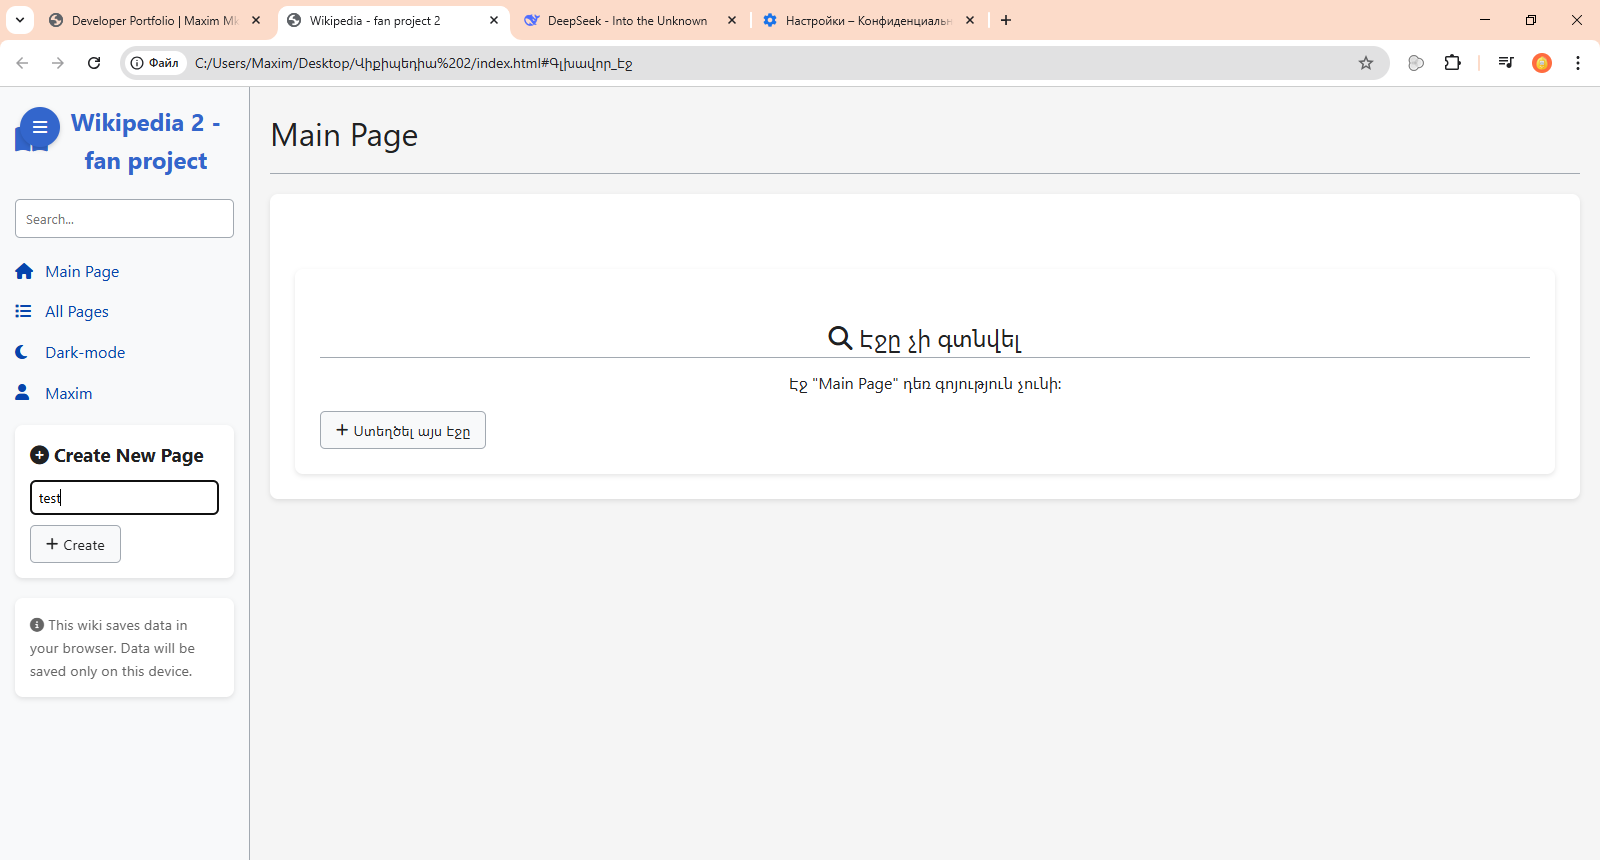 Developer Portfolio | Maxim Mk
Wikipedia - fan project 2
DeepSeek - Into the Unknown
Настройки – Конфиденциальн
Файл
C:/Users/Maxim/Desktop/Վիքիպեդիա%202/index.html#Գլխավոր_Էջ
Wikipedia 2 -
fan project
Search...
Main Page
All Pages
Dark-mode
Maxim
Create New Page
test
Create
This wiki saves data in
your browser. Data will be
saved only on this device.
Main Page
Էջը չի գտնվել
Էջ "Main Page" դեռ գոյություն չունի:
Ստեղծել այս էջը